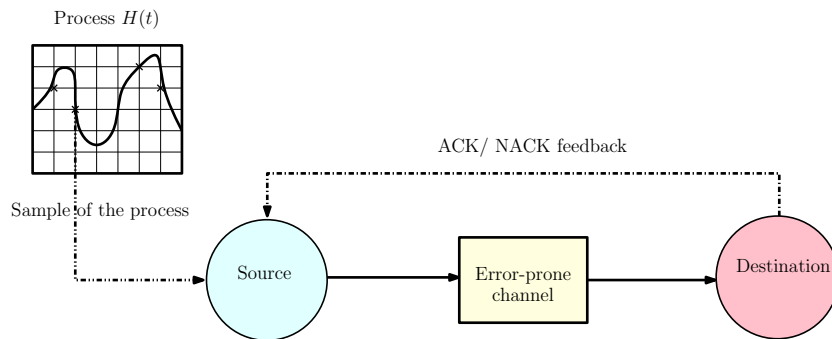 Process H(t)
ACK/ NACK feedback
Sample of the process
Source
Error-prone
channel
Destination